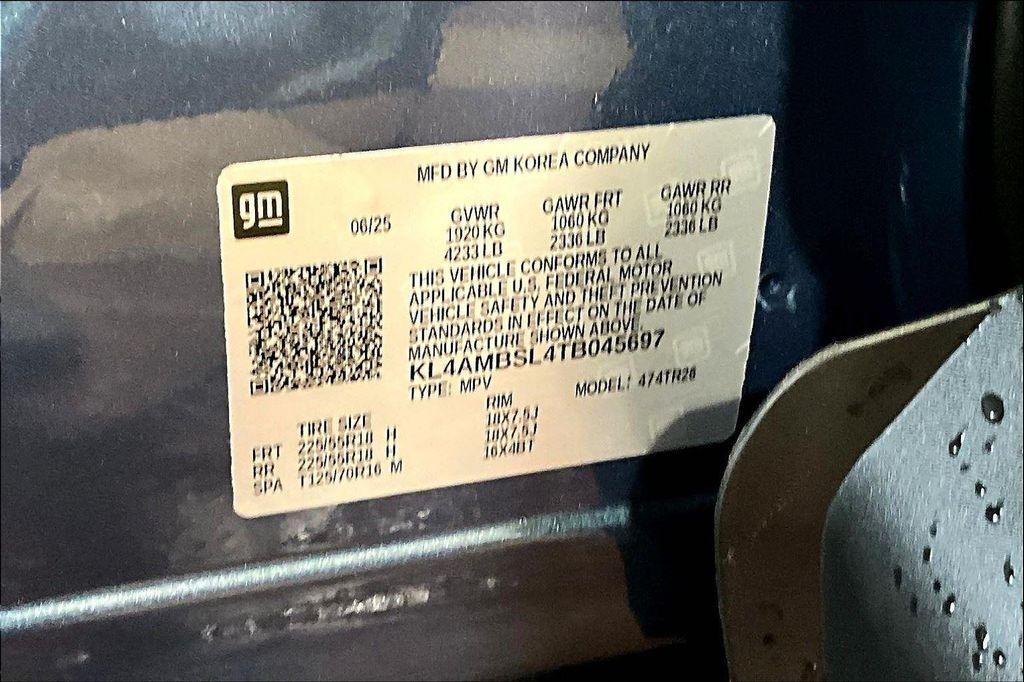 MFD BY GM KOREA COMPANY
gm
06/25
GVWR
1920 KG
4233 LB
GAWR FRT
1060 KG
2336 LB
GAWR RR
1060 KG
2336 LB
THIS VEHICLE CONFORMS TO ALL
APPLICABLE U.S. FEDERAL MOTOR
VEHICLE SAFETY AND THEFT PREVENTION
STANDARDS IN EFFECT ON THE DATE OF
MANUFACTURE SHOWN ABOVE.
KL4AMBSL4TB045697
TYPE: MPV MODEL: 4TR26
TIRE SIZE RIM
FRT 225/55R18 H 18X7.5J
RR 225/55R18 H 18X7.5J
SPA T125/70R16 M 16X4BT